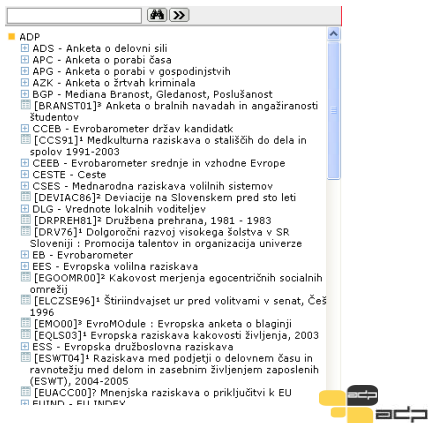 ADP
ADS - Anketa o delovni sili
APC - Anketa o porabi časa
APG - Anketa o porabi v gospodinjstvih
AZK - Anketa o žrtvah kriminala
BGP - Mediana Branost, Gledanost, Poslušanost
[BRANST01]³ Anketa o bralnih navadah in angažiranosti
študentov
CCEB - Evrobarometer držav kandidatk
[CCS91]¹ Medkulturna raziskava o stališčih do dela in
spolov 1991-2003
CEEB - Evrobarometer srednje in vzhodne Evrope
CESTE - Ceste
CSES - Mednarodna raziskava volilnih sistemov
[DEVIAC86]² Deviacije na Slovenskem pred sto leti
DLG - Vrednote lokalnih voditeljev
[DRPREH81]² Družbena prehrana, 1981 - 1983
[DRV76]¹ Dolgoročni razvoj visokega šolstva v SR
Sloveniji : Promocija talentov in organizacija univerze
EB - Evrobarometer
EES - Evropska volilna raziskava
[EGOOMR00]² Kakovost merjenja egocentričnih socialnih
omrežij
[ELCZSE96]¹ Štiriindvajset ur pred volitvami v senat, Češ
1996
[EMO00]³ EvroMOdule : Evropska anketa o blaginji
[EQLS03]¹ Evropska raziskava kakovosti življenja, 2003
ESS - Evropska družboslovna raziskava
[ESWT04]¹ Raziskava med podjetji o delovnem času in
ravnotežju med delom in zasebnim življenjem zaposlenih
(ESWT), 2004-2005
[EUACC00]? Mnenjska raziskava o priključitvi k EU
EUIND - EU INDEX
adp
adp